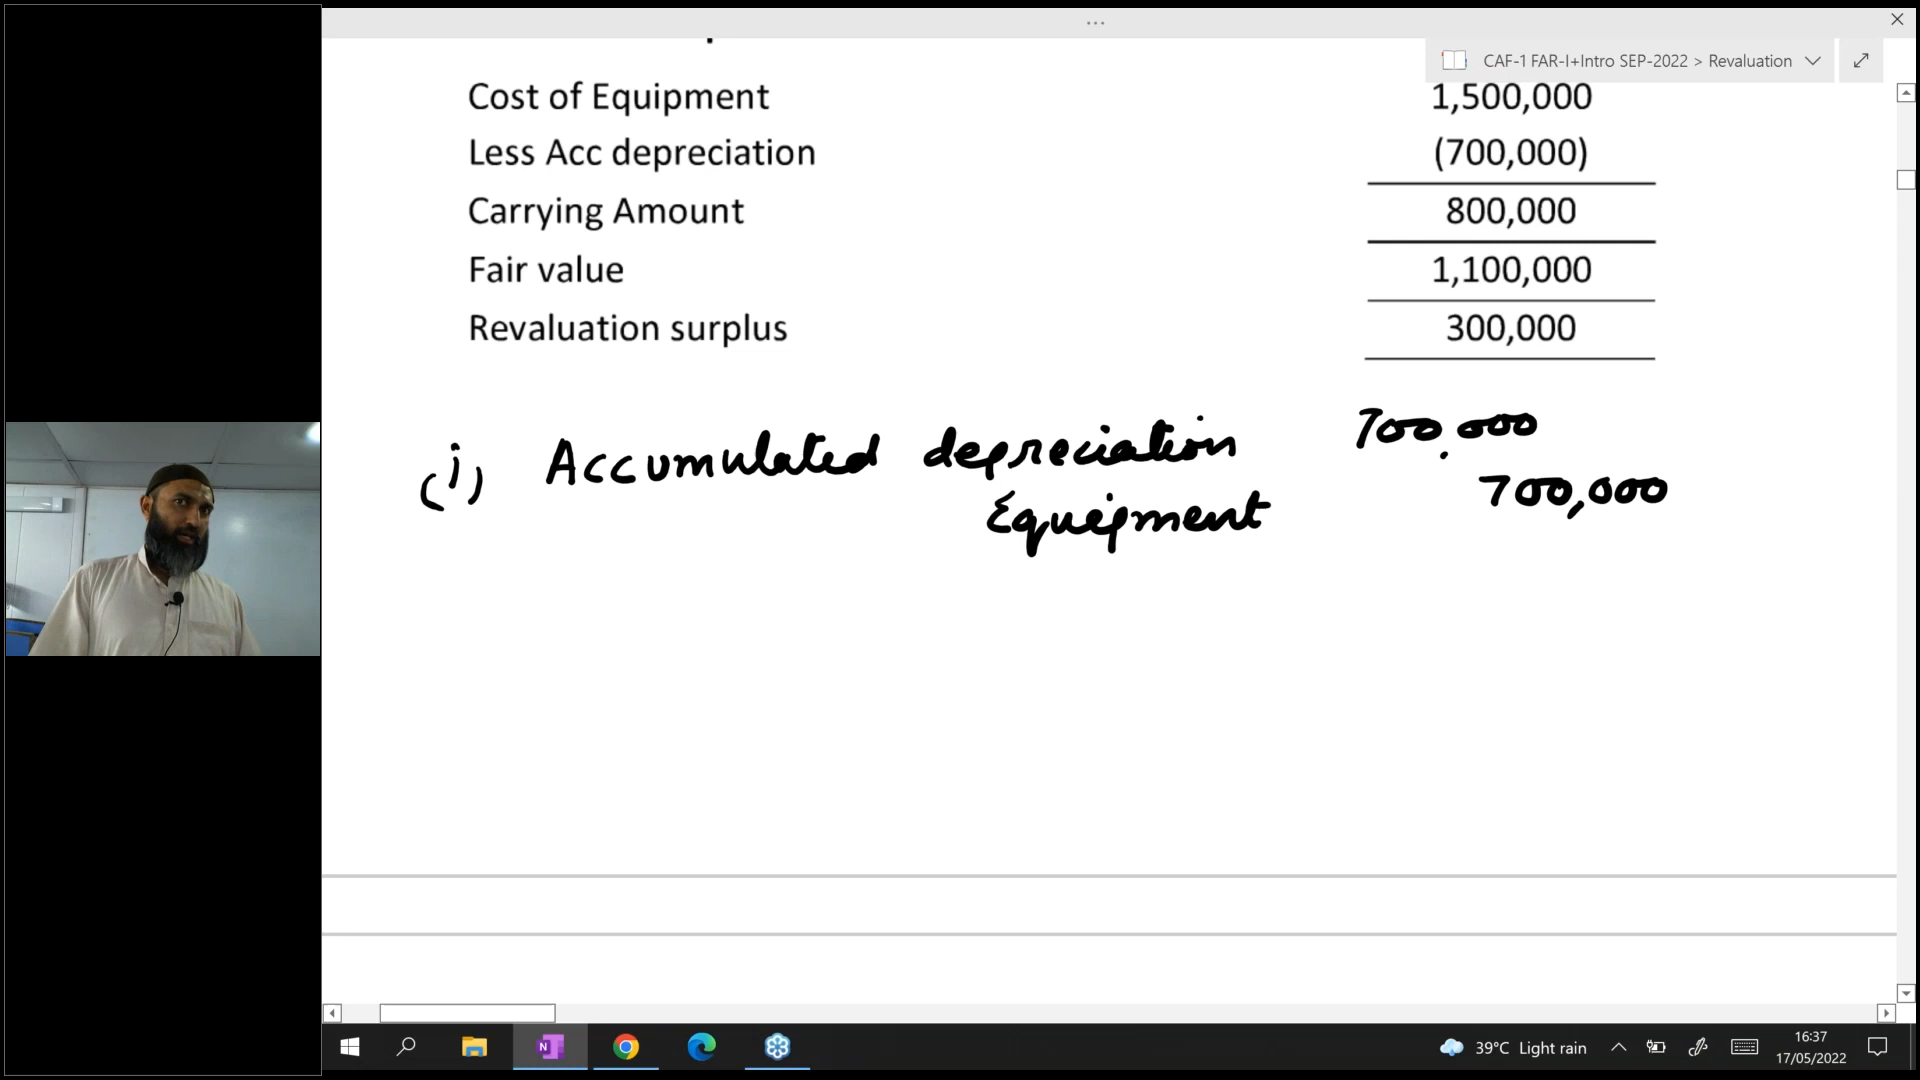 CAF-1 FAR-I+Intro SEP-2022 > Revaluation
Cost of Equipment 1,500,000
Less Acc depreciation (700,000)
Carrying Amount 800,000
Fair value 1,100,000
Revaluation surplus 300,000
(i) Accumulated depreciation 700,000
Equipment 700,000
39°C Light rain
16:37
17/05/2022